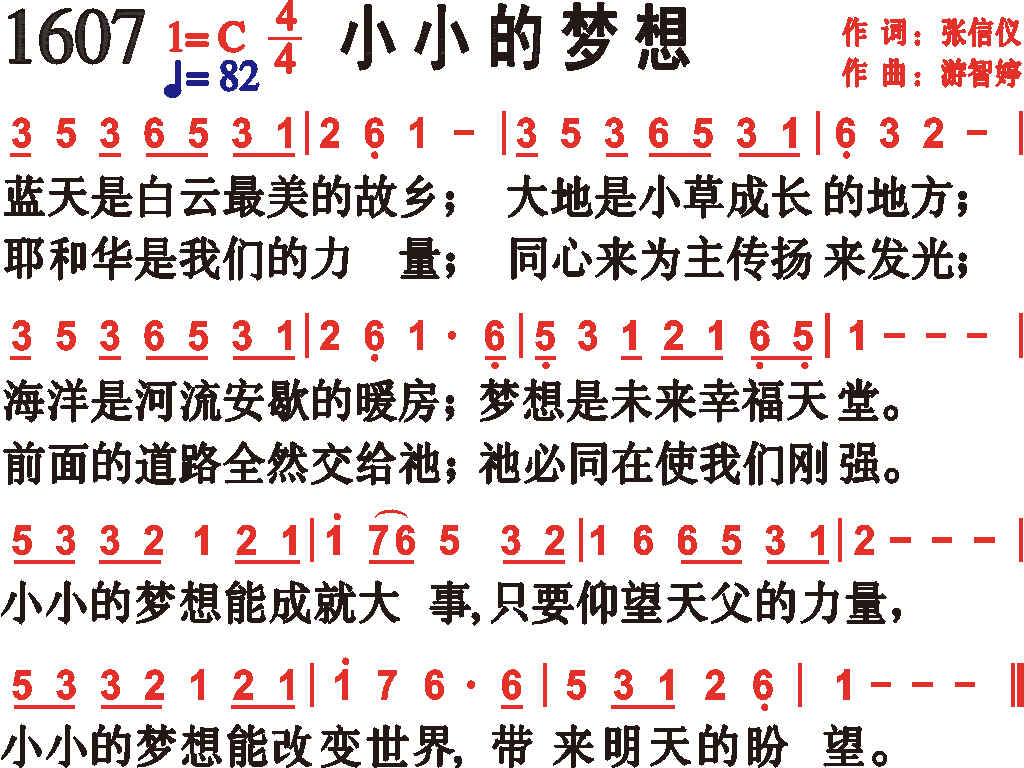 1607 1=C 4/4 小小的梦想 作 词：张信仪
♩=82 作 曲：游智婷
3 5 3 6 5 3 1 | 2 6̣ 1 － | 3 5 3 6 5 3 1 | 6̣ 3 2 － |
蓝天是白云最美的故乡； 大地是小草成长的地方；
耶和华是我们的力 量； 同心来为主传扬来发光；
3 5 3 6 5 3 1 | 2 6̣ 1 · 6̣ | 5̣ 3 1 2 1 6̣ 5̣ | 1 － － － |
海洋是河流安歇的暖房；梦想是未来幸福天堂。
前面的道路全然交给祂；祂必同在使我们刚强。
5 3 3 2 1 2 1 | 1̇ 76 5 3 2 | 1 6 6 5 3 1 | 2 － － － |
小小的梦想能成就大 事,只要仰望天父的力量，
5 3 3 2 1 2 1 | 1̇ 7 6 · 6 | 5 3 1 2 6̣ | 1 － － － ‖
小小的梦想能改变世界, 带 来明天的盼 望。